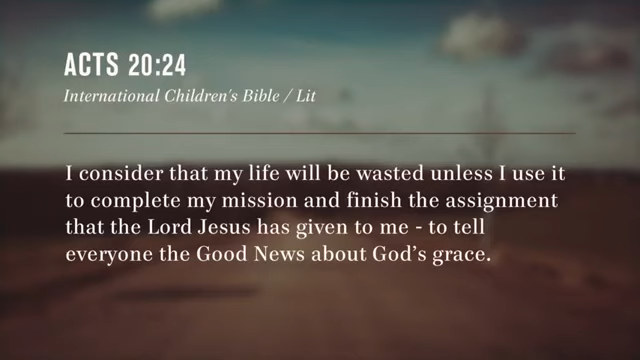 ACTS 20:24
International Children's Bible / Lit
I consider that my life will be wasted unless I use it
to complete my mission and finish the assignment
that the Lord Jesus has given to me - to tell
everyone the Good News about God’s grace.